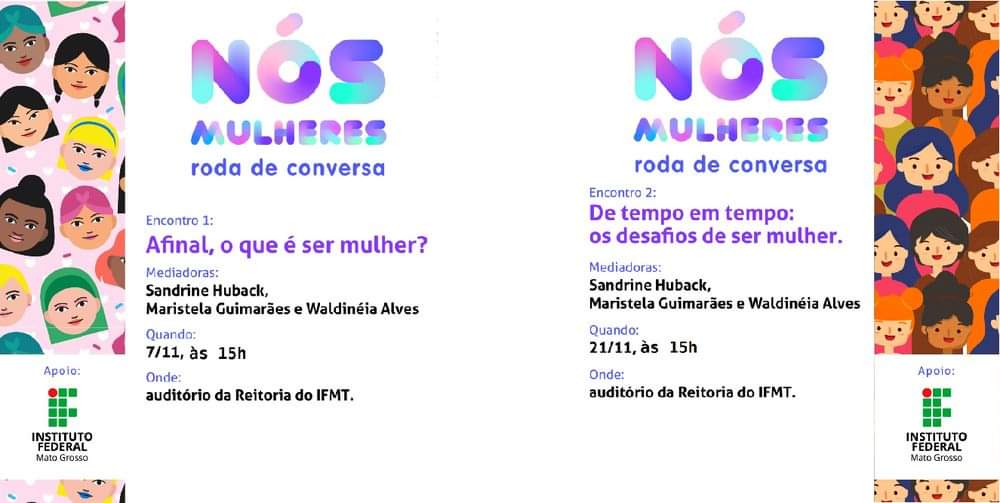 NÓS
MULHERES
roda de conversa
Encontro 1:
Afinal, o que é ser mulher?
Mediadoras:
Sandrine Huback,
Maristela Guimarães e Waldinéia Alves
Quando:
7/11, às 15h
Onde:
auditório da Reitoria do IFMT.
Apoio:
INSTITUTO
FEDERAL
Mato Grosso
NÓS
MULHERES
roda de conversa
Encontro 2:
De tempo em tempo:
os desafios de ser mulher.
Mediadoras:
Sandrine Huback,
Maristela Guimarães e Waldinéia Alves
Quando:
21/11, às 15h
Onde:
auditório da Reitoria do IFMT.
Apoio:
INSTITUTO
FEDERAL
Mato Grosso